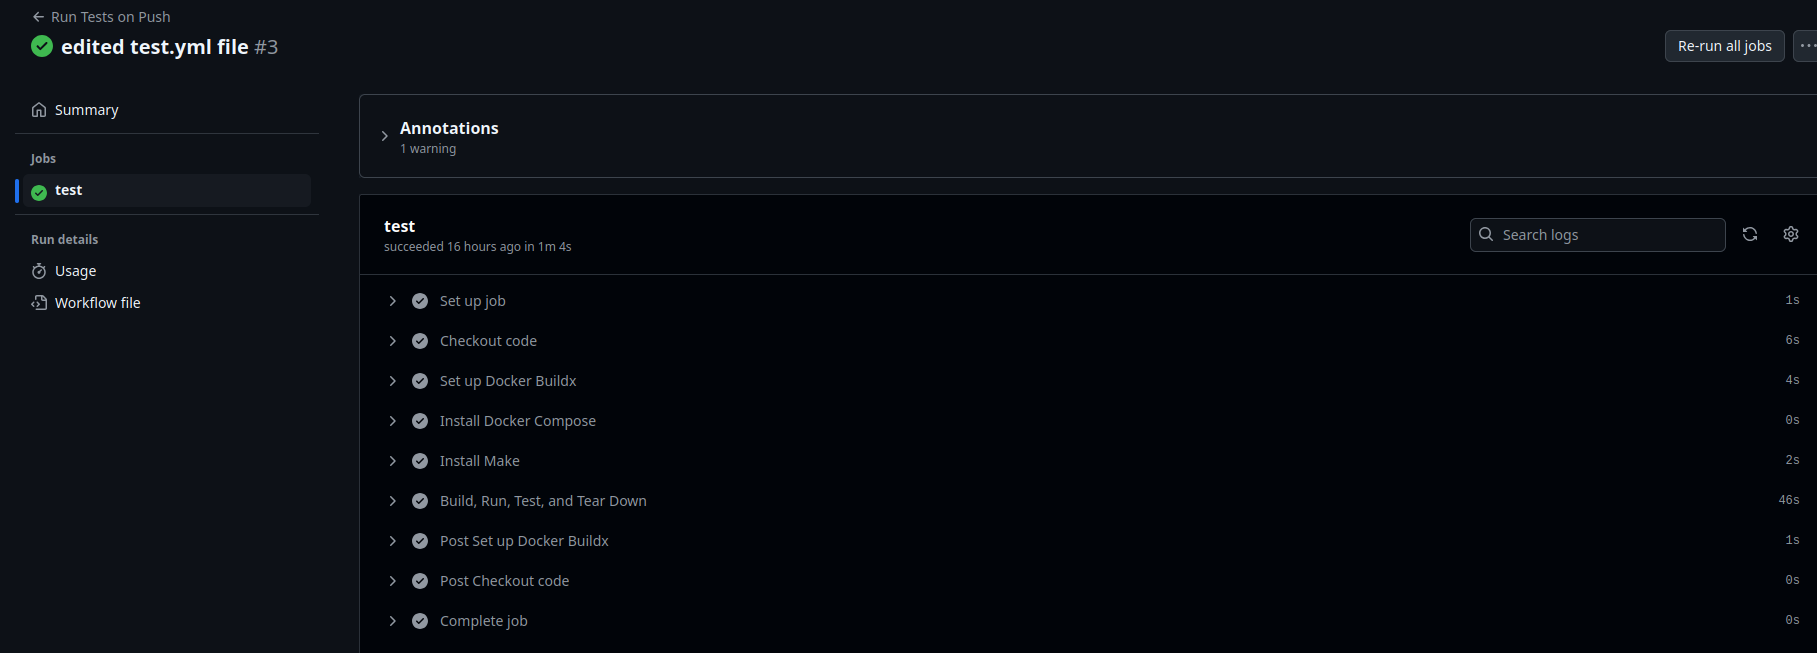 Run Tests on Push
edited test.yml file #3
Re-run all jobs
Summary
Jobs
test
Run details
Usage
Workflow file
Annotations
1 warning
test
succeeded 16 hours ago in 1m 4s
Search logs
Set up job 1s
Checkout code 6s
Set up Docker Buildx 4s
Install Docker Compose 0s
Install Make 2s
Build, Run, Test, and Tear Down 46s
Post Set up Docker Buildx 1s
Post Checkout code 0s
Complete job 0s